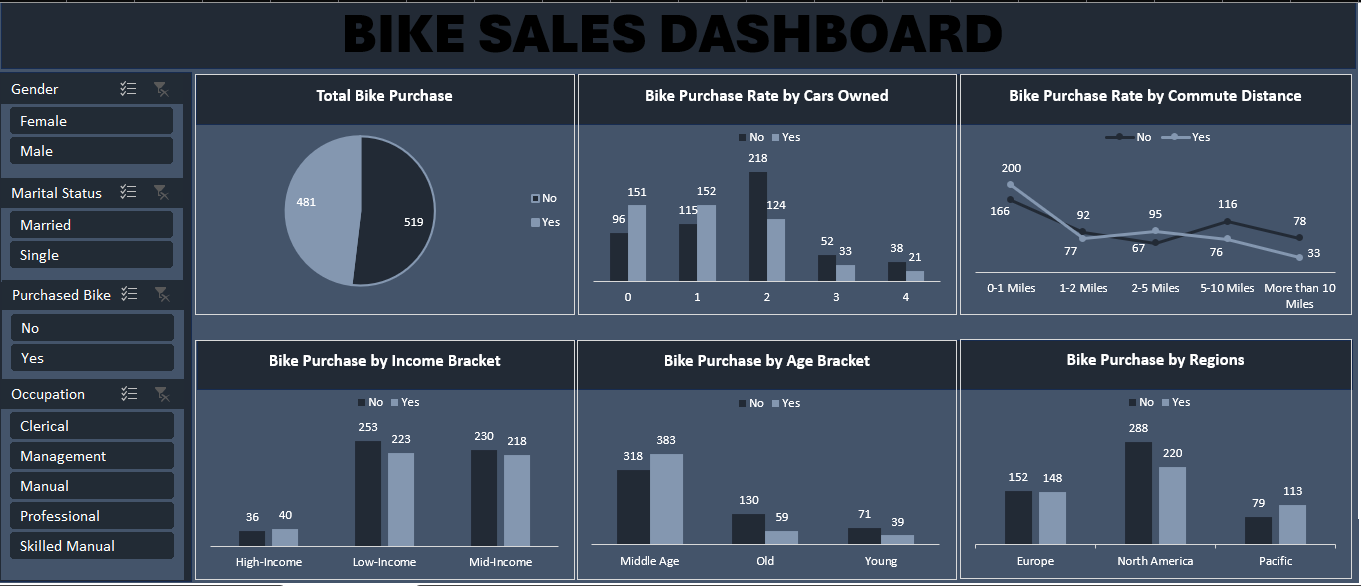 BIKE SALES DASHBOARD
Gender
Female
Male
Marital Status
Married
Single
Purchased Bike
No
Yes
Occupation
Clerical
Management
Manual
Professional
Skilled Manual
Total Bike Purchase
481
519
No
Yes
Bike Purchase Rate by Cars Owned
No Yes
218
151 152
96 115 124
52 33 38 21
0 1 2 3 4
Bike Purchase Rate by Commute Distance
No Yes
200
166 92 95 116 78
77 67 76 33
0-1 Miles 1-2 Miles 2-5 Miles 5-10 Miles More than 10
Miles
Bike Purchase by Income Bracket
No Yes
253 223 230 218
36 40
High-Income Low-Income Mid-Income
Bike Purchase by Age Bracket
No Yes
318 383
130 59 71 39
Middle Age Old Young
Bike Purchase by Regions
No Yes
288
152 148 220 79 113
Europe North America Pacific